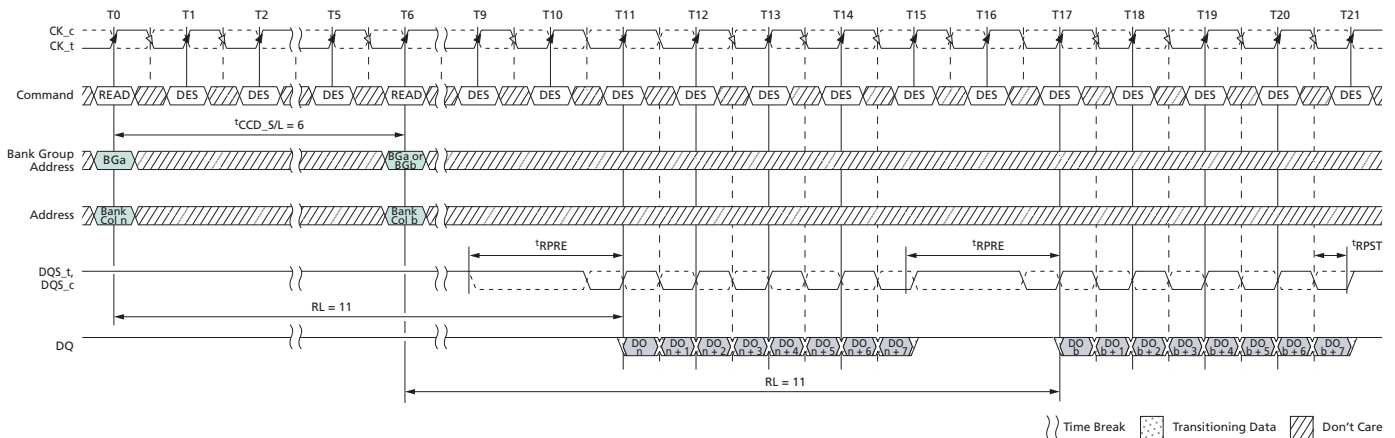 T0 T1 T2 T5 T6 T9 T10 T11 T12 T13 T14 T15 T16 T17 T18 T19 T20 T21
CK_c
CK_t
Command READ DES DES DES READ DES DES DES DES DES DES DES DES DES DES DES DES DES
tCCD_S/L = 6
Bank Group
Address
BGa
BGa or
BGb
Address
Bank
Col n
Bank
Col b
tRPRE tRPRE tRPST
DQS_t,
DQS_c
RL = 11
DQ
DO
n
DO
n + 1
DO
n + 2
DO
n + 3
DO
n + 4
DO
n + 5
DO
n + 6
DO
n + 7
DO
b
DO
b + 1
DO
b + 2
DO
b + 3
DO
b + 4
DO
b + 5
DO
b + 6
DO
b + 7
RL = 11
Time Break Transitioning Data Don't Care